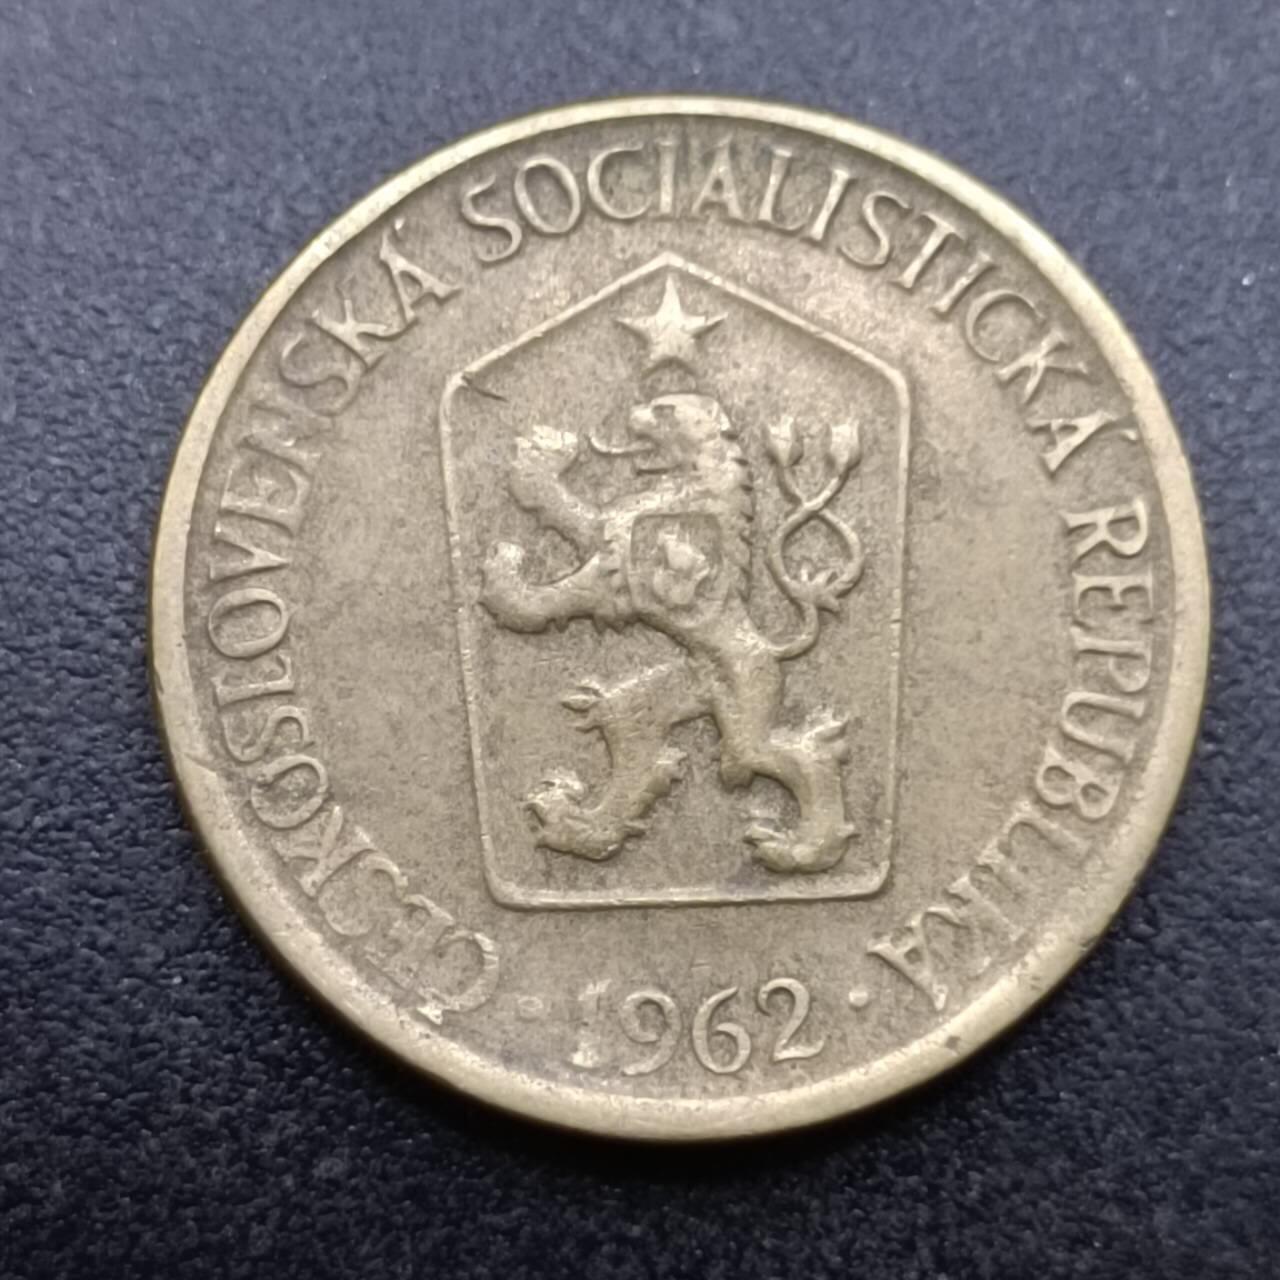 ČESKOSLOVENSKÁ SOCIALISTICKÁ REPUBLIKA
· 1962 ·